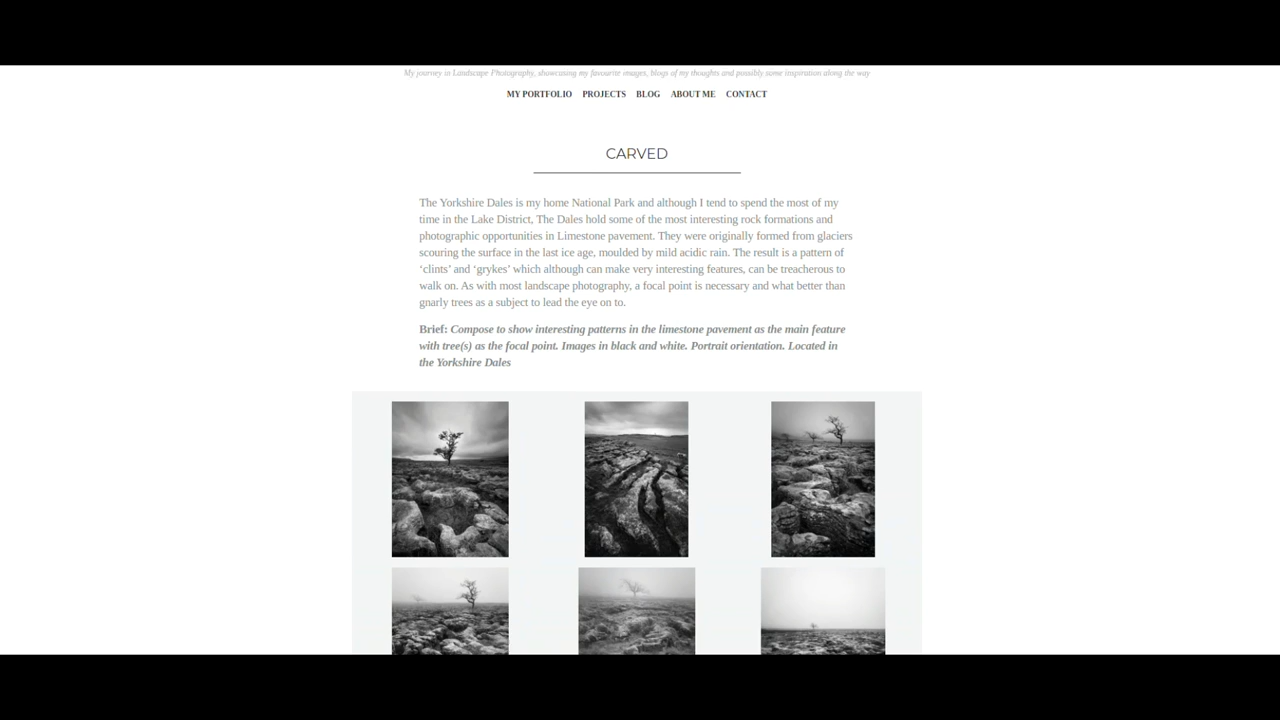 My journey in Landscape Photography, showcasing my favourite images, blogs of my thoughts and possibly some inspiration along the way
MY PORTFOLIO PROJECTS BLOG ABOUT ME CONTACT
CARVED
The Yorkshire Dales is my home National Park and although I tend to spend the most of my
time in the Lake District, The Dales hold some of the most interesting rock formations and
photographic opportunities in Limestone pavement. They were originally formed from glaciers
scouring the surface in the last ice age, moulded by mild acidic rain. The result is a pattern of
‘clints’ and ‘grykes’ which although can make very interesting features, can be treacherous to
walk on. As with most landscape photography, a focal point is necessary and what better than
gnarly trees as a subject to lead the eye on to.
Brief: Compose to show interesting patterns in the limestone pavement as the main feature
with tree(s) as the focal point. Images in black and white. Portrait orientation. Located in
the Yorkshire Dales